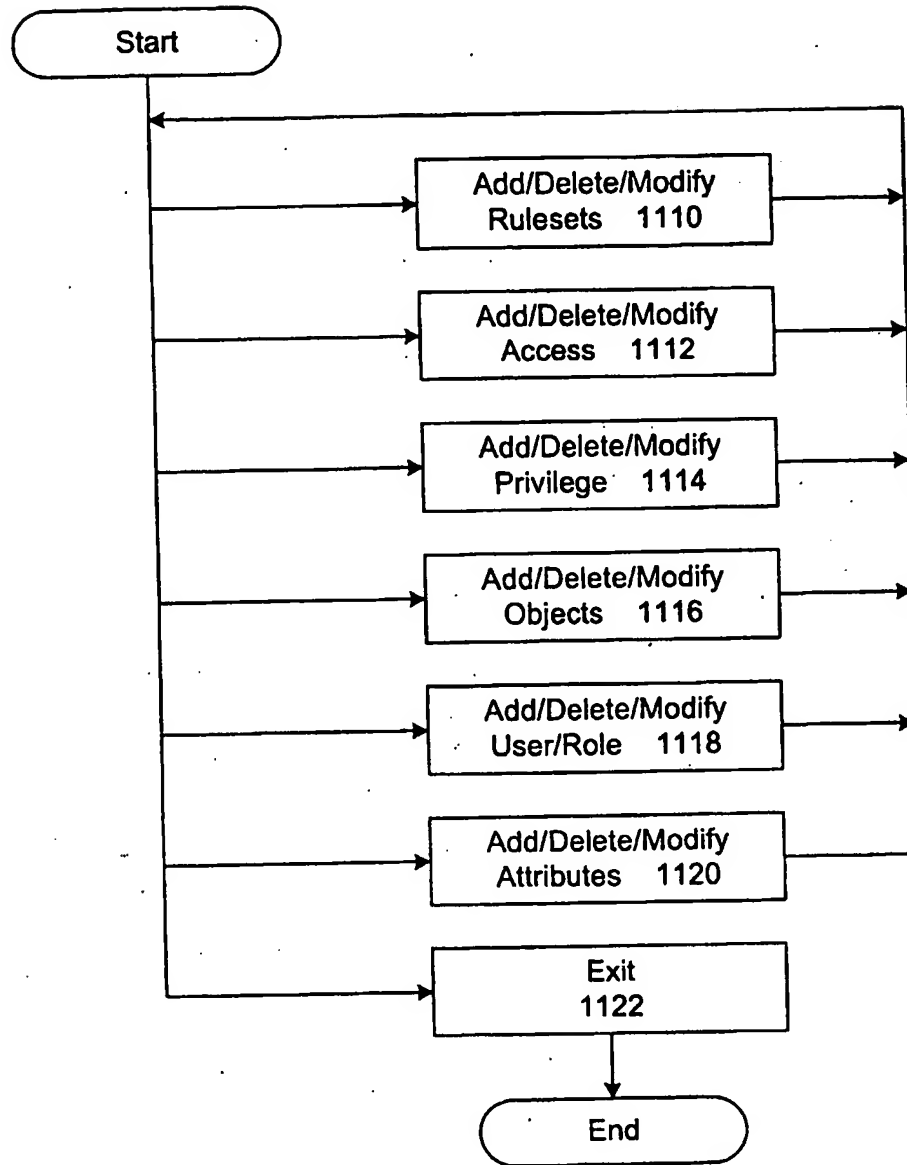 Start
Add/Delete/Modify
Rulesets 1110
Add/Delete/Modify
Access 1112
Add/Delete/Modify
Privilege 1114
Add/Delete/Modify
Objects 1116
Add/Delete/Modify
User/Role 1118
Add/Delete/Modify
Attributes 1120
Exit
1122
End